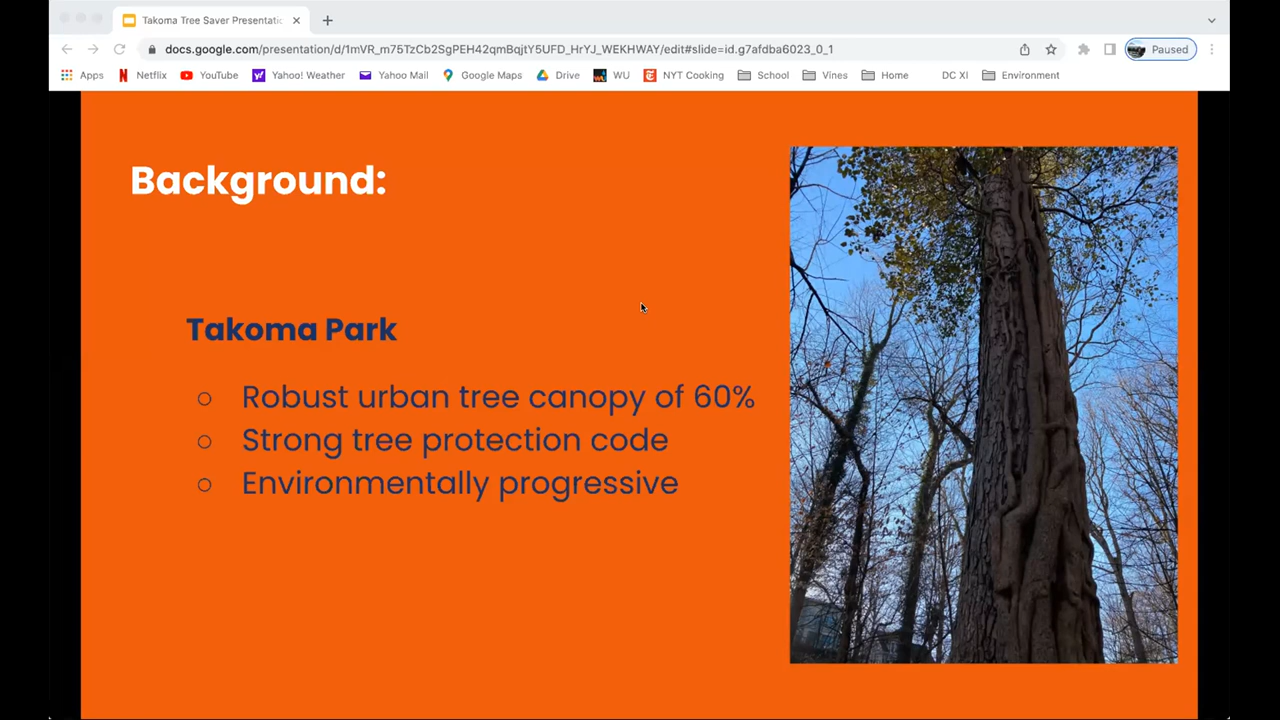 Takoma Tree Saver Presentatio
docs.google.com/presentation/d/1mVR_m75TzCb2SgPEH42qmBqjtY5UFD_HrYJ_WEKHWAY/edit#slide=id.g7afdba6023_0_1
Paused
Apps Netflix YouTube Yahoo! Weather Yahoo Mail Google Maps Drive WU NYT Cooking School Vines Home DC XI Environment
Background:
Takoma Park
○ Robust urban tree canopy of 60%
○ Strong tree protection code
○ Environmentally progressive